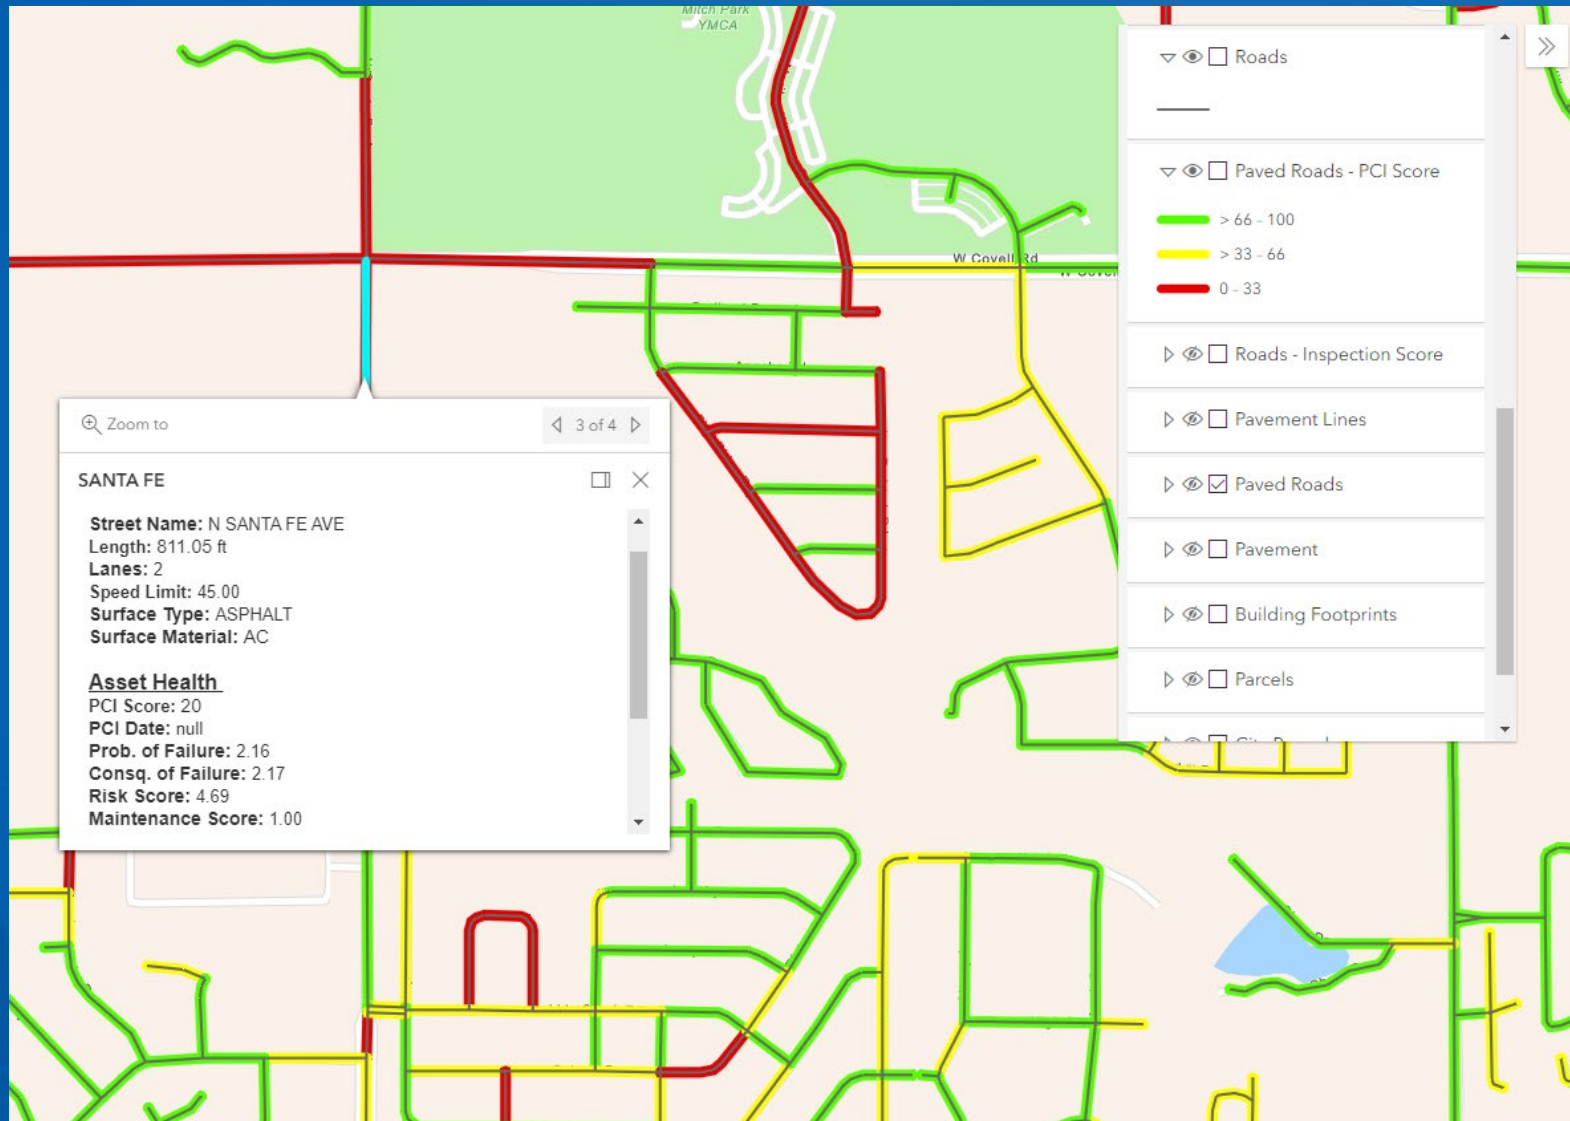 Mitch Park
YMCA
W Covell Rd
Roads
Paved Roads - PCI Score
> 66 - 100
> 33 - 66
0 - 33
Roads - Inspection Score
Pavement Lines
Paved Roads
Pavement
Building Footprints
Parcels
Zoom to
3 of 4
SANTA FE
Street Name: N SANTA FE AVE
Length: 811.05 ft
Lanes: 2
Speed Limit: 45.00
Surface Type: ASPHALT
Surface Material: AC
Asset Health
PCI Score: 20
PCI Date: null
Prob. of Failure: 2.16
Consq. of Failure: 2.17
Risk Score: 4.69
Maintenance Score: 1.00